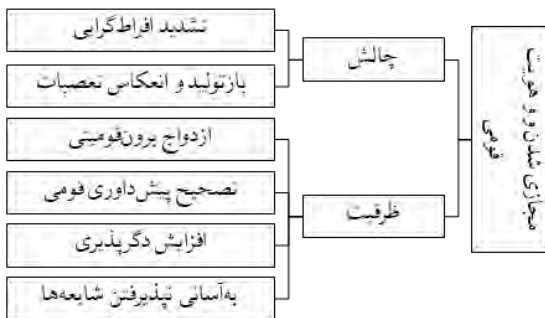 مجازی شدن و و هویت
قومی
چالش
تشدید افراط‌گرایی
بازتولید و انعکاس تعصبات
ظرفیت
ازدواج برون‌قومیتی
تصحیح پیش‌داوری قومی
افزایش دگرپذیری
به‌آسانی نپذیرفتن شایعه‌ها